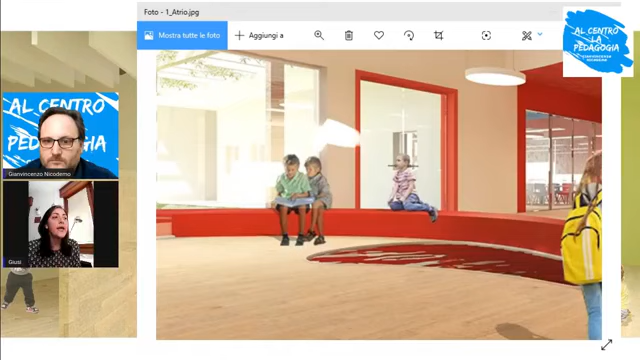 Foto - 1_Atrio.jpg
Mostra tutte le foto
Aggiungi a
AL CENTRO
LA
PEDAGOGIA
AL CENTRO
PEDAGOGIA
Gianvincenzo Nicodemo
Giusi